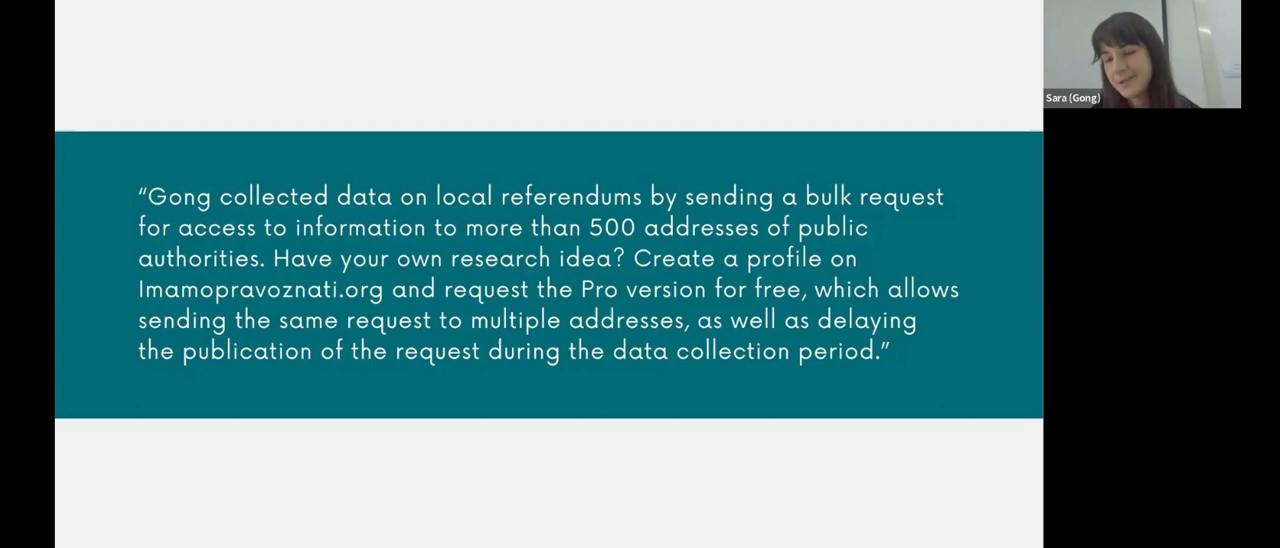 “Gong collected data on local referendums by sending a bulk request
for access to information to more than 500 addresses of public
authorities. Have your own research idea? Create a profile on
Imamopravoznati.org and request the Pro version for free, which allows
sending the same request to multiple addresses, as well as delaying
the publication of the request during the data collection period.”
Sara (Gong)